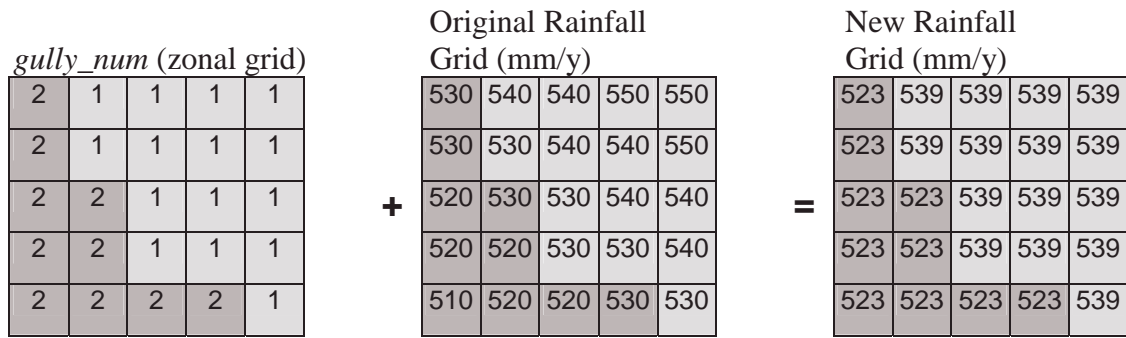 gully_num (zonal grid)
Original Rainfall
Grid (mm/y)
New Rainfall
Grid (mm/y)
2 1 1 1 1
2 1 1 1 1
2 2 1 1 1
2 2 1 1 1
2 2 2 2 1
+
530 540 540 550 550
530 530 540 540 550
520 530 530 540 540
520 520 530 530 540
510 520 520 530 530
=
523 539 539 539 539
523 539 539 539 539
523 523 539 539 539
523 523 539 539 539
523 523 523 523 539